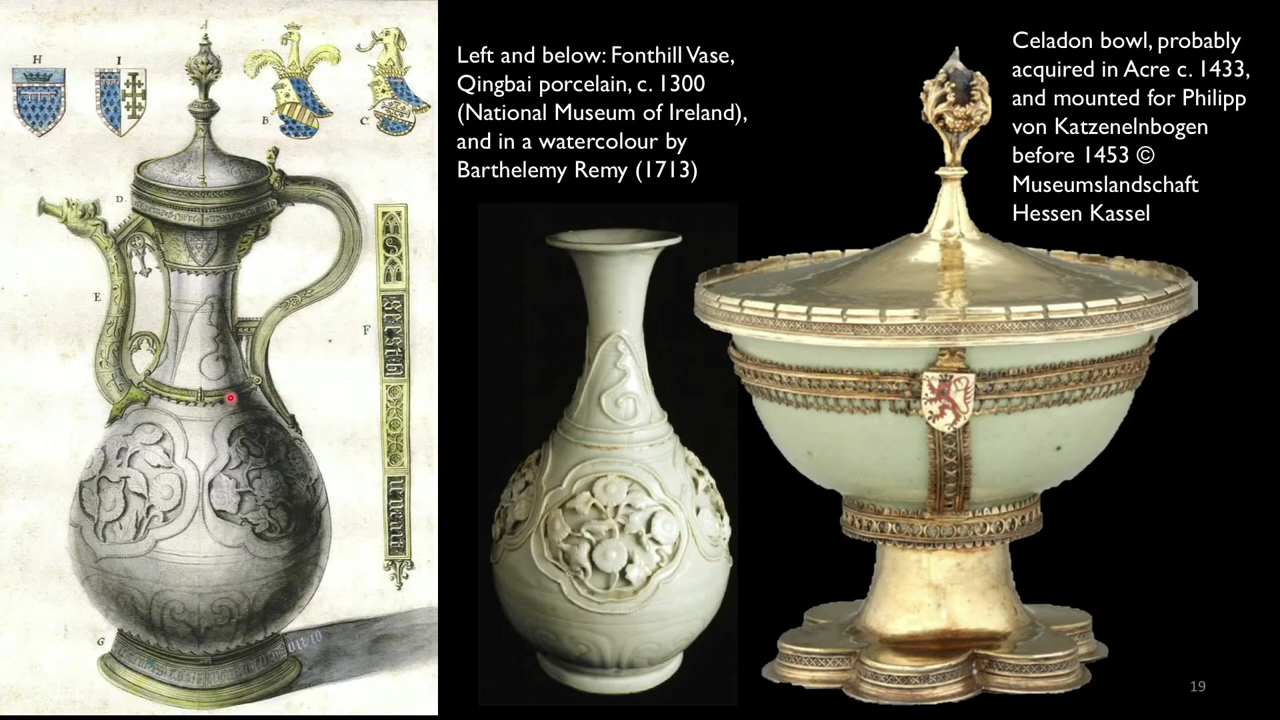 H
I
A
B
C
D
E
F
G
Left and below: Fonthill Vase,
Qingbai porcelain, c. 1300
(National Museum of Ireland),
and in a watercolour by
Barthelemy Remy (1713)
Celadon bowl, probably
acquired in Acre c. 1433,
and mounted for Philipp
von Katzenelnbogen
before 1453 ©
Museumslandschaft
Hessen Kassel
19